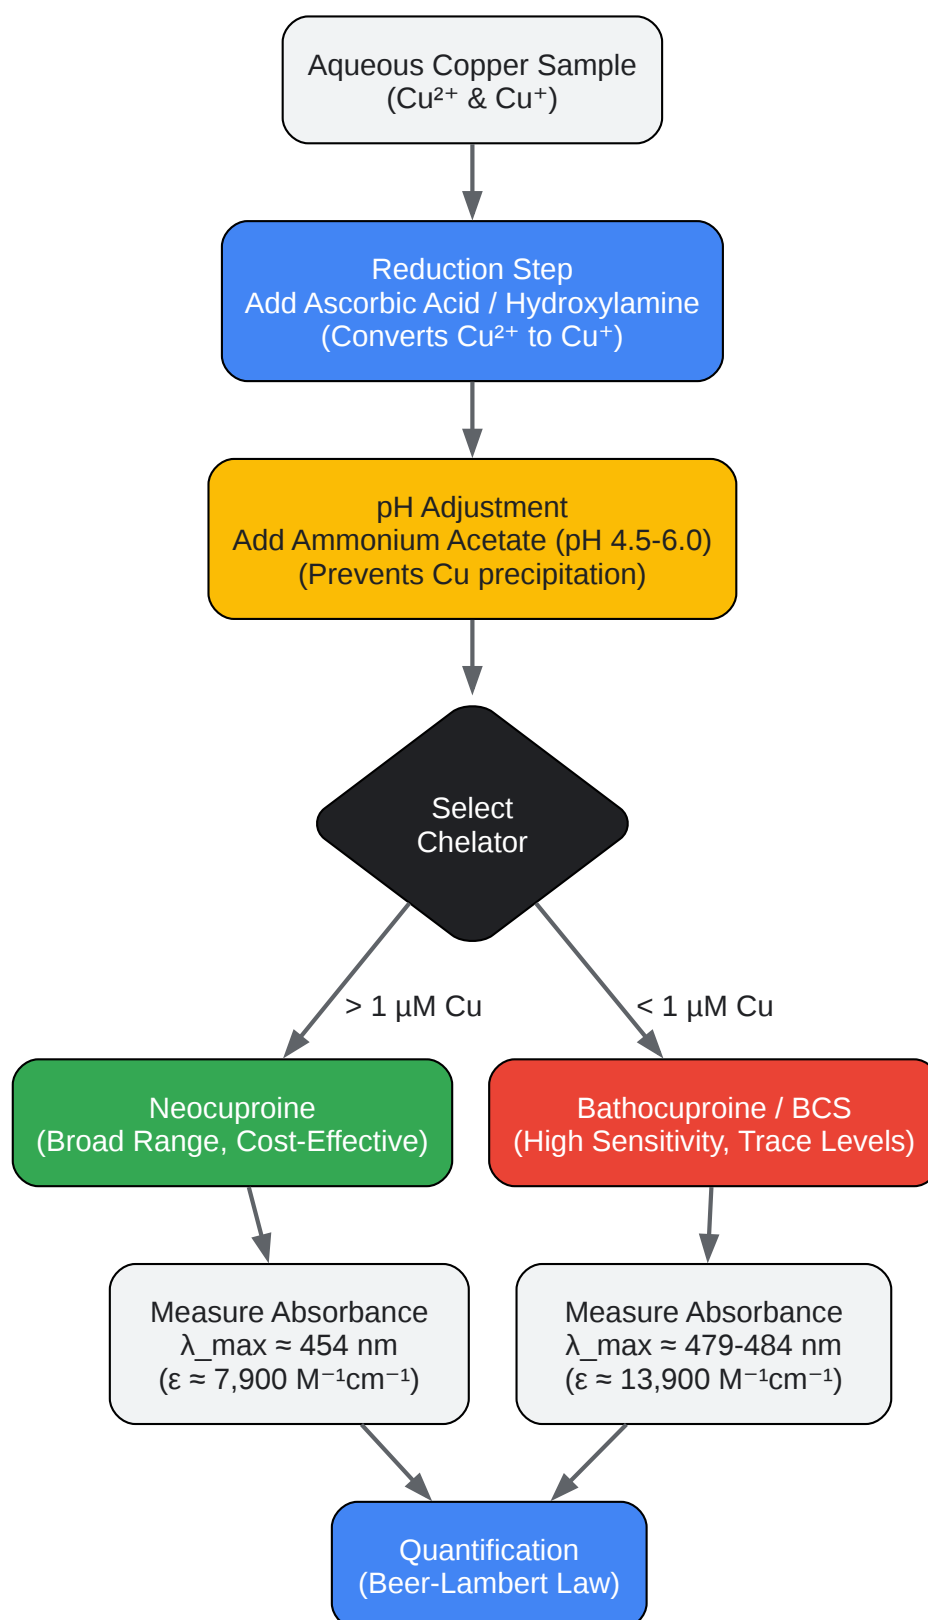 Aqueous Copper Sample
(Cu²⁺ & Cu⁺)
Reduction Step
Add Ascorbic Acid / Hydroxylamine
(Converts Cu²⁺ to Cu⁺)
pH Adjustment
Add Ammonium Acetate (pH 4.5-6.0)
(Prevents Cu precipitation)
Select
Chelator
> 1 µM Cu
< 1 µM Cu
Neocuproine
(Broad Range, Cost-Effective)
Bathocuproine / BCS
(High Sensitivity, Trace Levels)
Measure Absorbance
λ_max ≈ 454 nm
(ε ≈ 7,900 M⁻¹cm⁻¹)
Measure Absorbance
λ_max ≈ 479-484 nm
(ε ≈ 13,900 M⁻¹cm⁻¹)
Quantification
(Beer-Lambert Law)